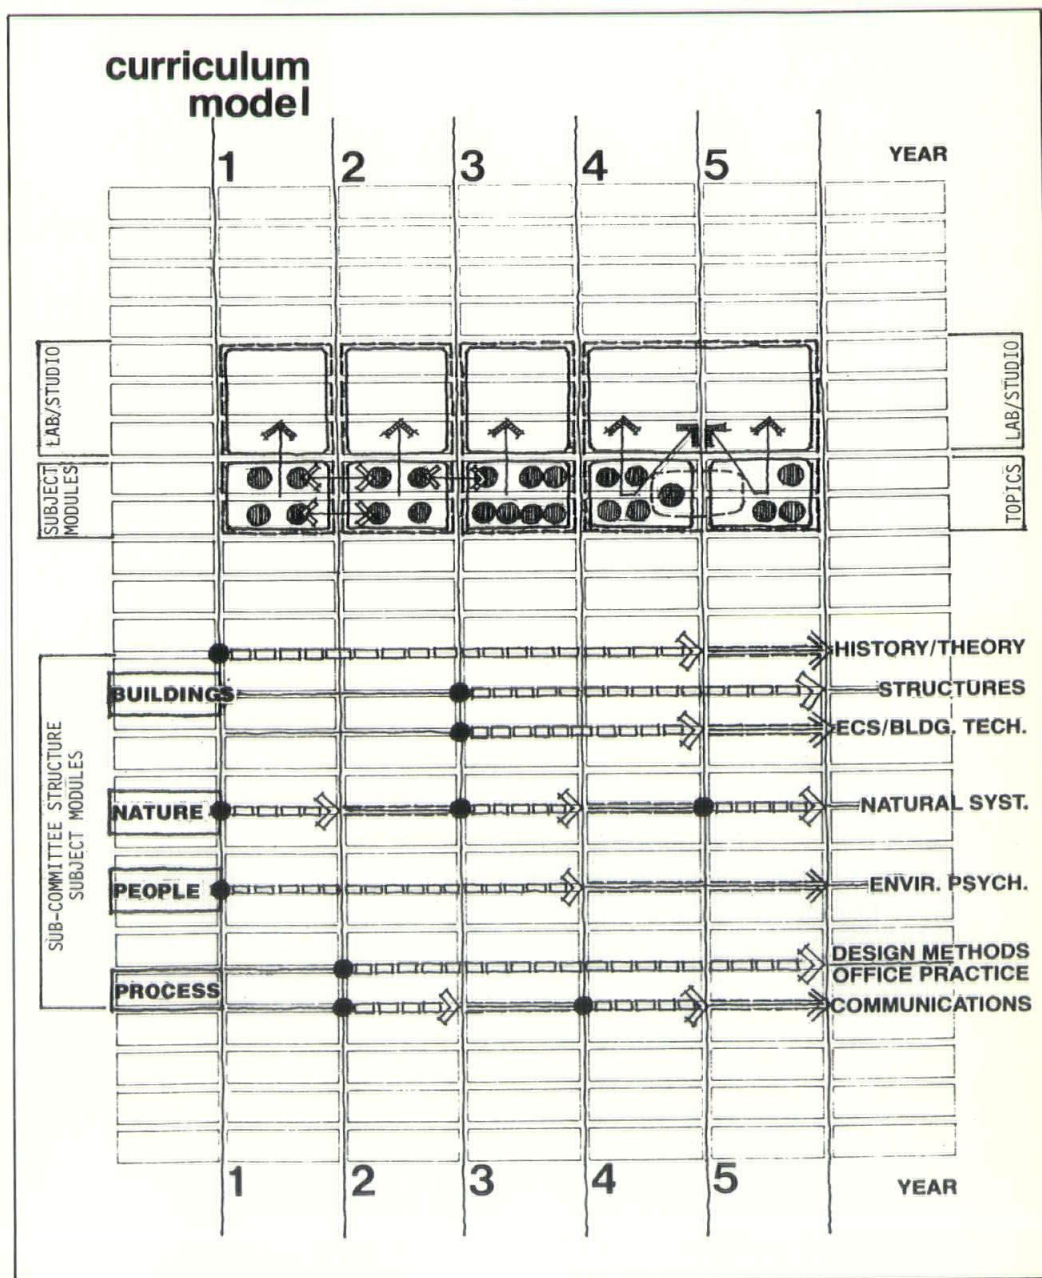 curriculum
model
1 2 3 4 5 YEAR
LAB/STUDIO
LAB/STUDIO
SUBJECT
MODULES
TOPICS
SUB-COMMITTEE STRUCTURE
SUBJECT MODULES
HISTORY/THEORY
BUILDINGS
STRUCTURES
ECS/BLDG. TECH.
NATURE
NATURAL SYST.
PEOPLE
ENVIR. PSYCH.
DESIGN METHODS
OFFICE PRACTICE
PROCESS
COMMUNICATIONS
1 2 3 4 5 YEAR